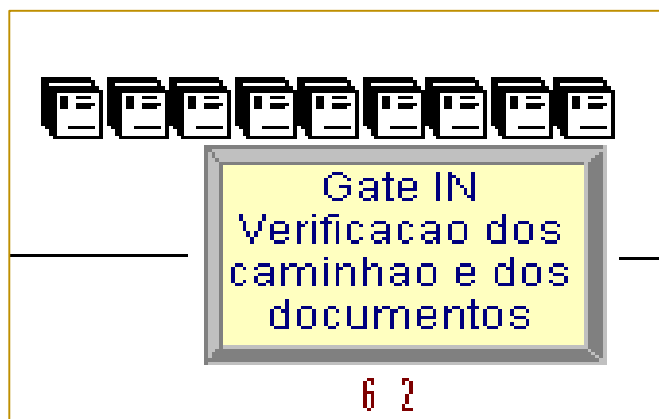 Gate IN
Verificacao dos
caminhao e dos
documentos
6 2